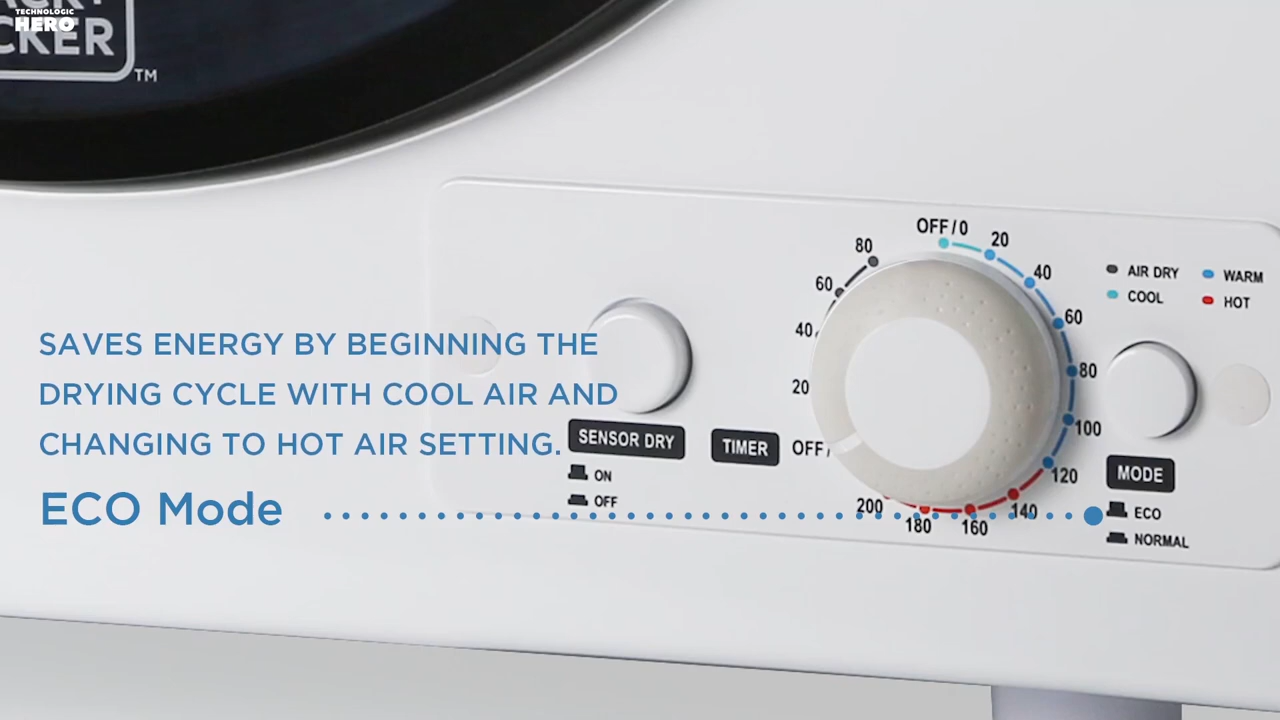 TECHNOLOGIC
HERO
CKER
TM
SAVES ENERGY BY BEGINNING THE
DRYING CYCLE WITH COOL AIR AND
CHANGING TO HOT AIR SETTING.
ECO Mode
SENSOR DRY
ON
OFF
TIMER
OFF/0
20
40
60
80
100
120
140
160
180
200
OFF/
20
40
60
80
AIR DRY
WARM
COOL
HOT
MODE
ECO
NORMAL